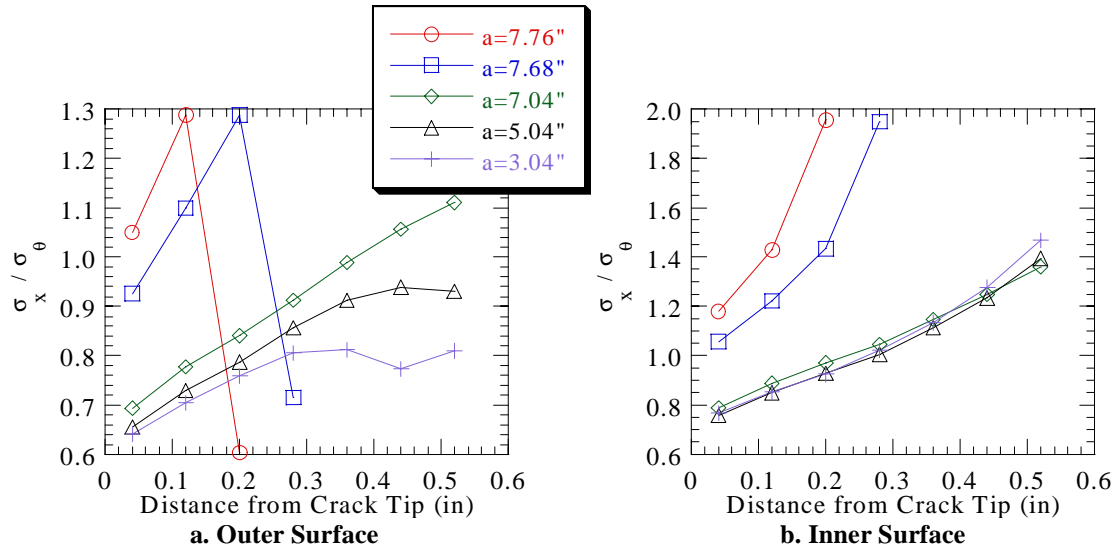 a=7.76"
a=7.68"
a=7.04"
a=5.04"
a=3.04"
1.3
1.2
1.1
1.0
0.9
0.8
0.7
0.6
σx / σθ
0 0.1 0.2 0.3 0.4 0.5 0.6
Distance from Crack Tip (in)
a. Outer Surface
2.0
1.8
1.6
1.4
1.2
1.0
0.8
0.6
σx / σθ
0 0.1 0.2 0.3 0.4 0.5 0.6
Distance from Crack Tip (in)
b. Inner Surface